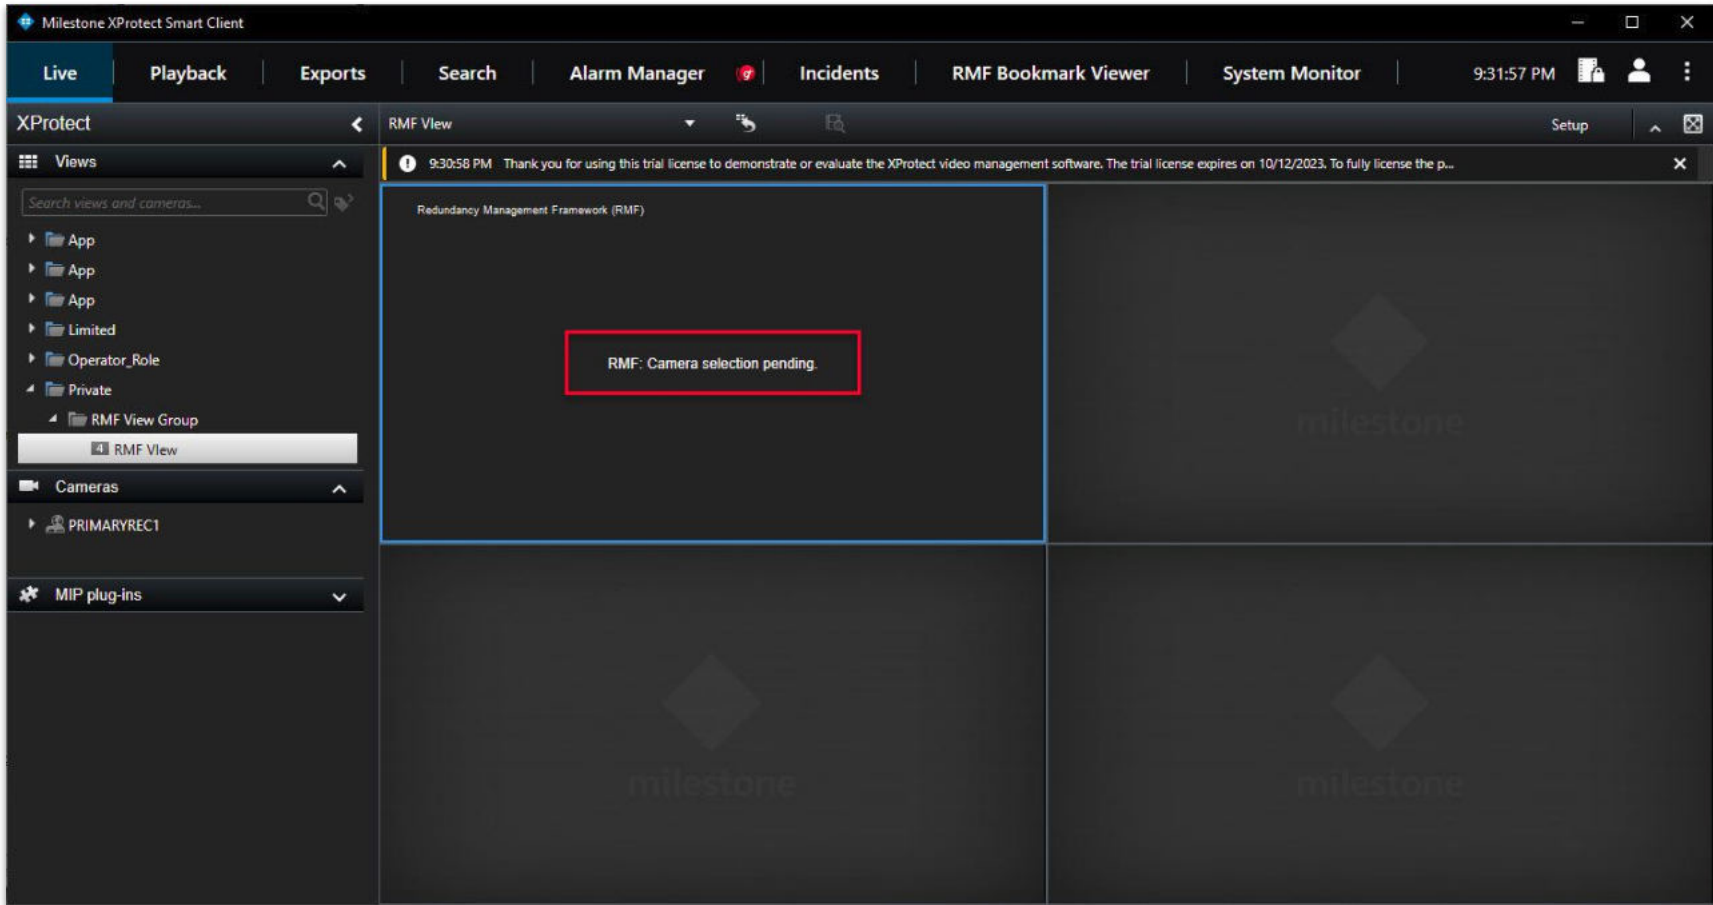 Milestone XProtect Smart Client
Live Playback Exports Search Alarm Manager Incidents RMF Bookmark Viewer System Monitor 9:31:57 PM
XProtect
RMF VIew
Setup
Views
9:30:58 PM Thank you for using this trial license to demonstrate or evaluate the XProtect video management software. The trial license expires on 10/12/2023. To fully license the p...
Search views and cameras...
App
App
App
Limited
Operator_Role
Private
RMF View Group
4 RMF VIew
Cameras
PRIMARYREC1
MIP plug-ins
Redundancy Management Framework (RMF)
RMF: Camera selection pending.
milestone
milestone
milestone